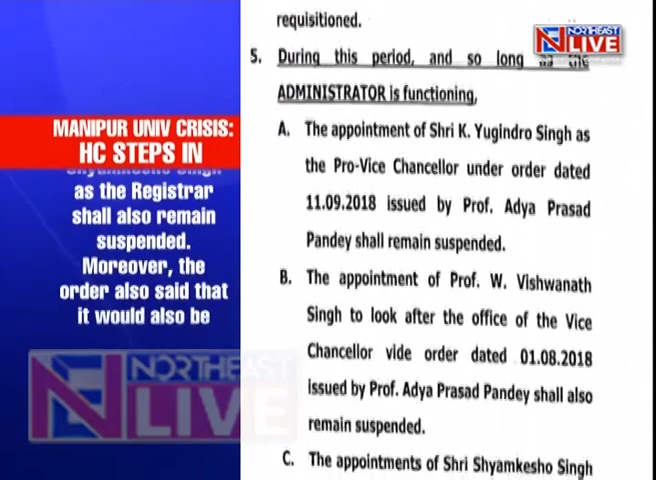 MANIPUR UNIV CRISIS:
HC STEPS IN
Shyamkesho Singh
as the Registrar
shall also remain
suspended.
Moreover, the
order also said that
it would also be
NORTHEAST
LIVE
requisitioned.
NORTHEAST
LIVE
5. During this period, and so long as the
ADMINISTRATOR is functioning,
A. The appointment of Shri K. Yugindro Singh as
the Pro-Vice Chancellor under order dated
11.09.2018 issued by Prof. Adya Prasad
Pandey shall remain suspended.
B. The appointment of Prof. W. Vishwanath
Singh to look after the office of the Vice
Chancellor vide order dated 01.08.2018
issued by Prof. Adya Prasad Pandey shall also
remain suspended.
C. The appointments of Shri Shyamkesho Singh